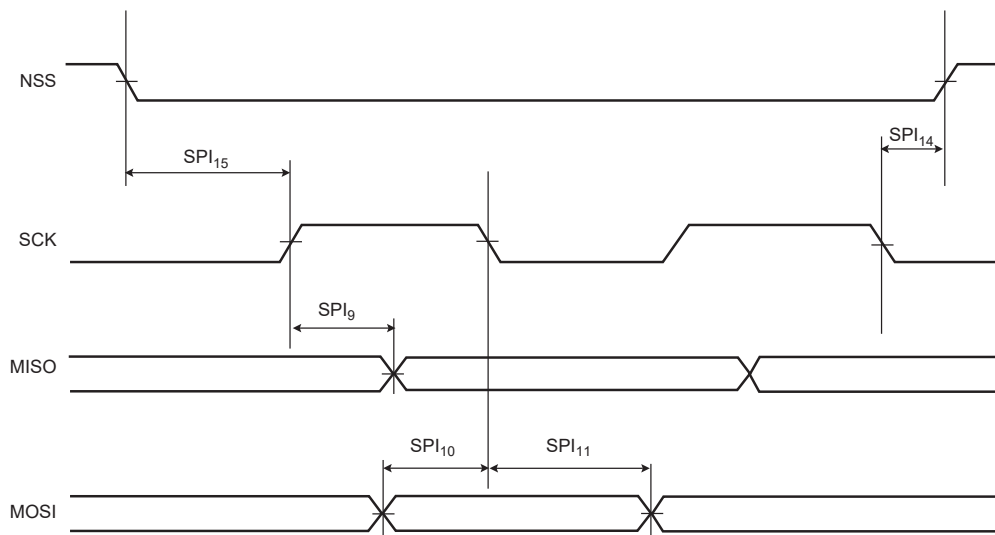 NSS
SPI₁₅
SPI₁₄
SCK
SPI₉
MISO
SPI₁₀
SPI₁₁
MOSI